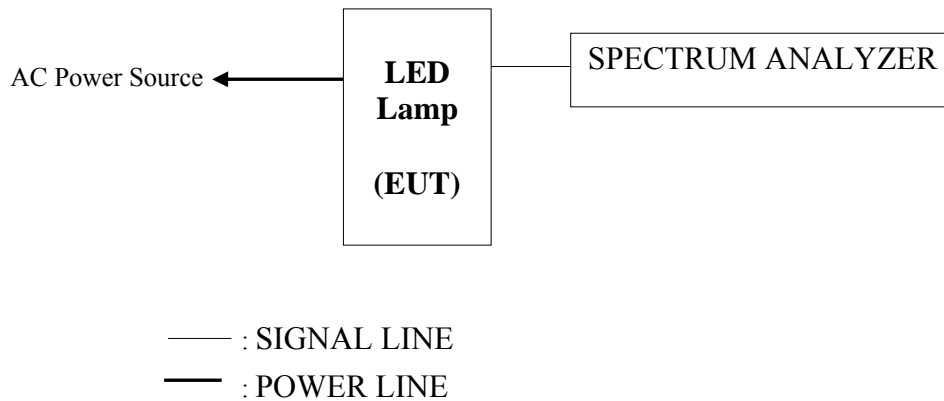 AC Power Source
LED
Lamp
(EUT)
SPECTRUM ANALYZER
: SIGNAL LINE
: POWER LINE